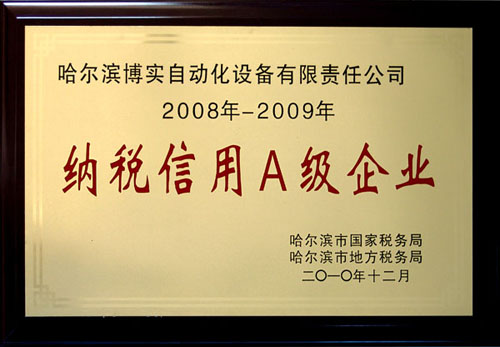 哈尔滨博实自动化设备有限责任公司
2008年-2009年
纳税信用A级企业
哈尔滨市国家税务局
哈尔滨市地方税务局
二〇一〇年十二月